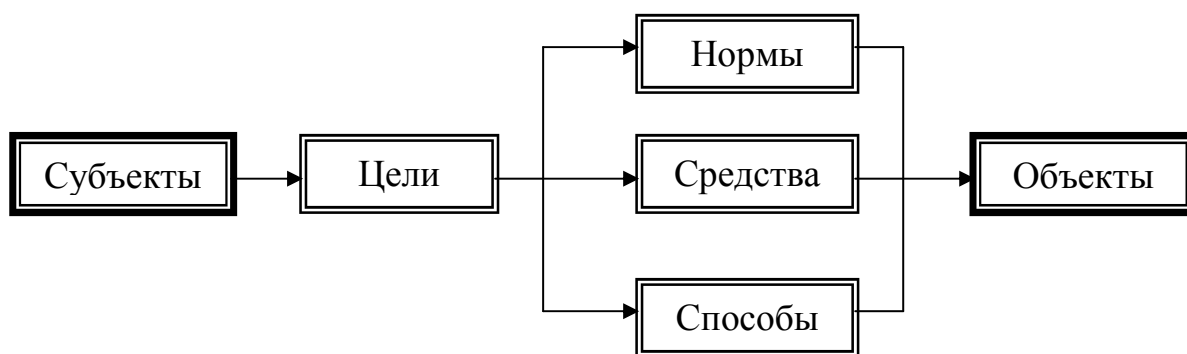 Нормы
Субъекты
Цели
Средства
Объекты
Способы